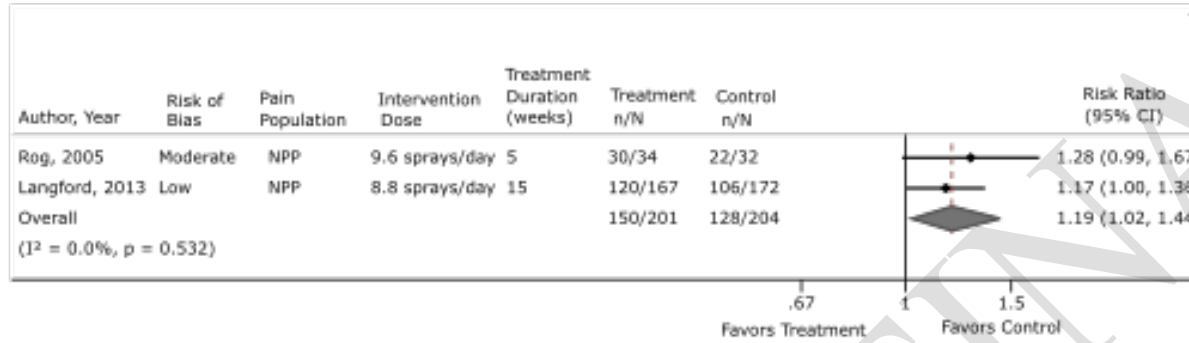 Author, Year Risk of Bias Pain Population Intervention Dose Treatment Duration (weeks) Treatment n/N Control n/N Risk Ratio (95% CI)
Rog, 2005 Moderate NPP 9.6 sprays/day 5 30/34 22/32 1.28 (0.99, 1.67
Langford, 2013 Low NPP 8.8 sprays/day 15 120/167 106/172 1.17 (1.00, 1.36
Overall 150/201 128/204 1.19 (1.02, 1.44
(I² = 0.0%, p = 0.532)
.67 1 1.5
Favors Treatment Favors Control